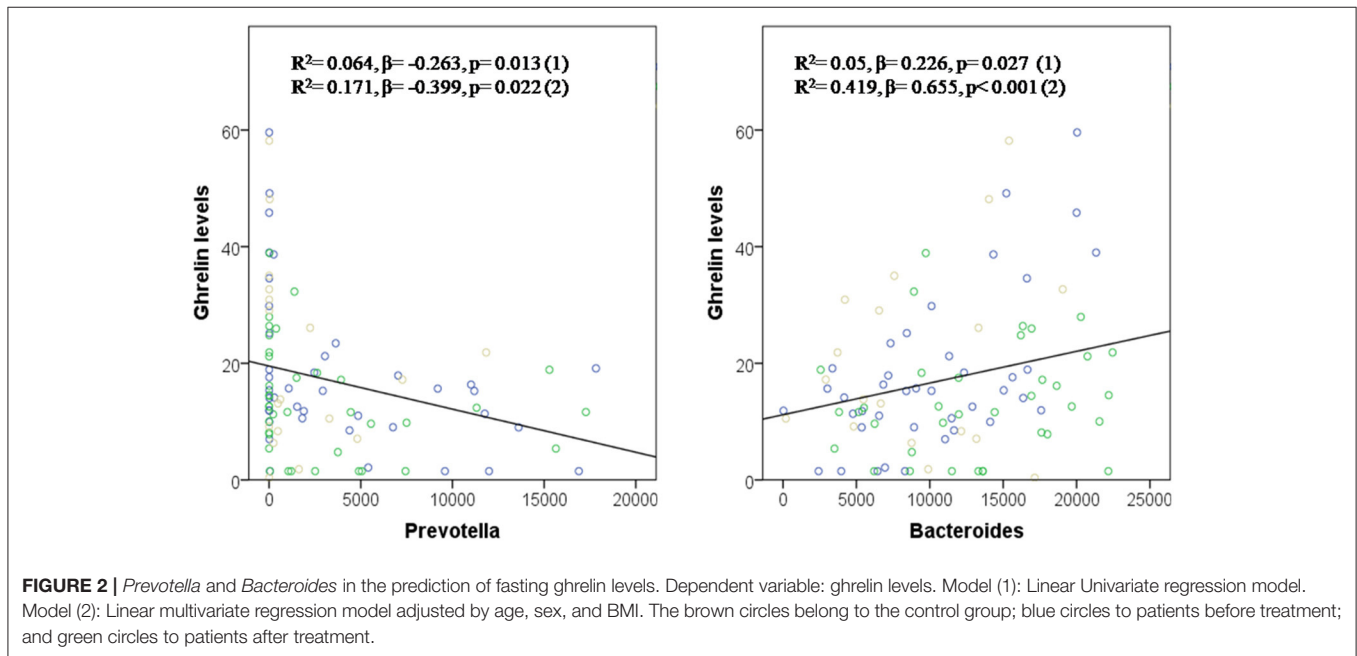 R²= 0.064, β= -0.263, p= 0.013 (1)
R²= 0.171, β= -0.399, p= 0.022 (2)
60
40
20
0
Ghrelin levels
0 5000 10000 15000 20000
Prevotella
R²= 0.05, β= 0.226, p= 0.027 (1)
R²= 0.419, β= 0.655, p< 0.001 (2)
60
40
20
0
Ghrelin levels
0 5000 10000 15000 20000 25000
Bacteroides
FIGURE 2 | Prevotella and Bacteroides in the prediction of fasting ghrelin levels. Dependent variable: ghrelin levels. Model (1): Linear Univariate regression model.
Model (2): Linear multivariate regression model adjusted by age, sex, and BMI. The brown circles belong to the control group; blue circles to patients before treatment;
and green circles to patients after treatment.